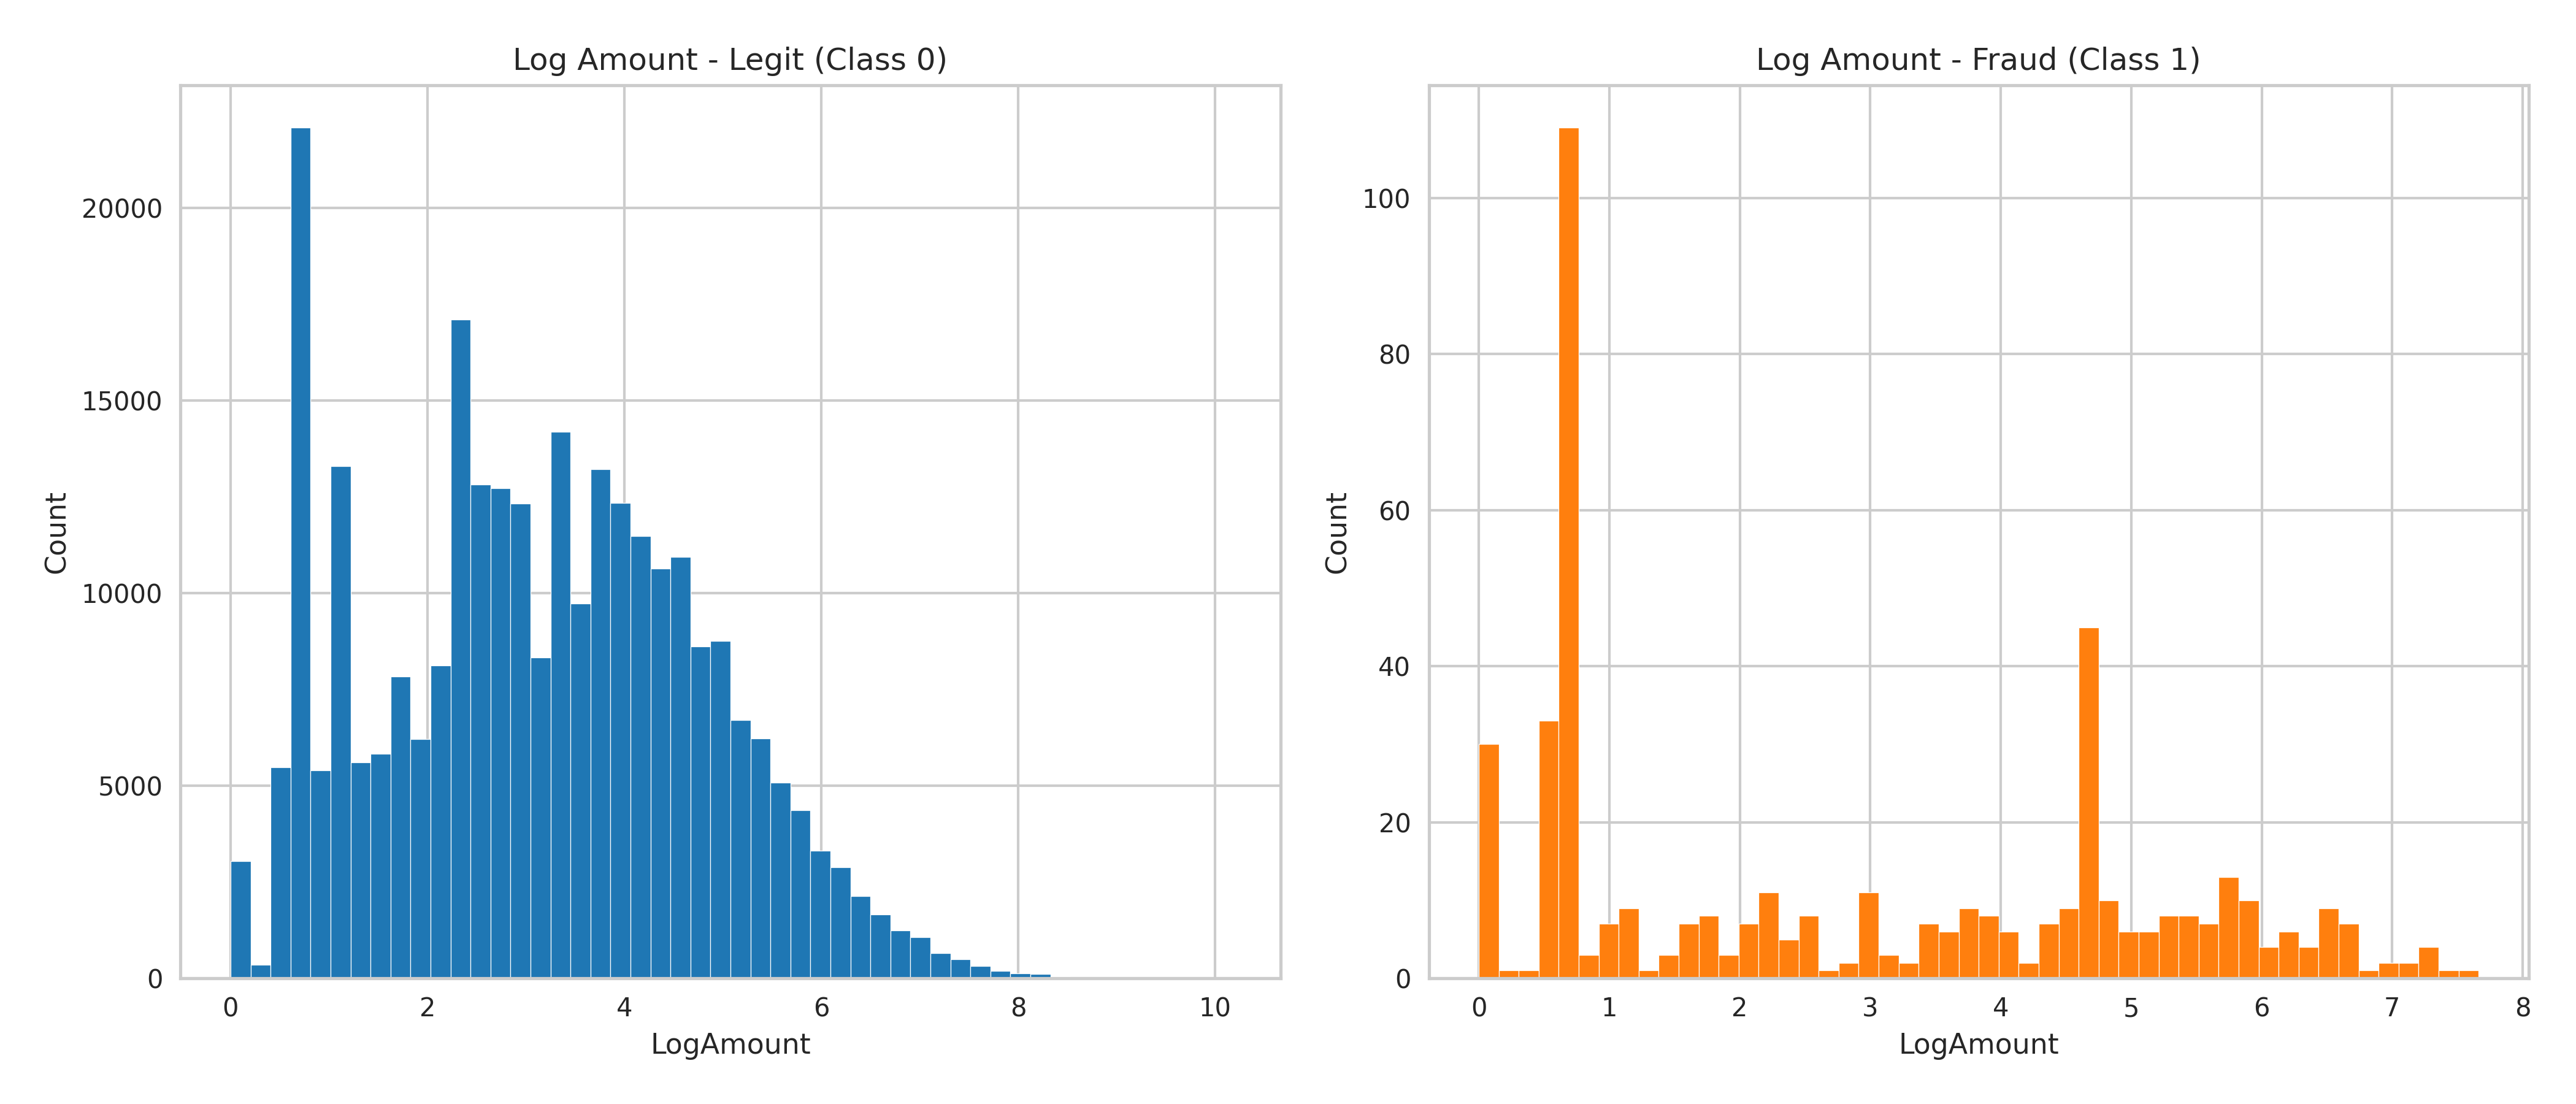 Log Amount - Legit (Class 0)
Count
20000
15000
10000
5000
0
0 2 4 6 8 10
LogAmount
Log Amount - Fraud (Class 1)
Count
100
80
60
40
20
0
0 1 2 3 4 5 6 7 8
LogAmount